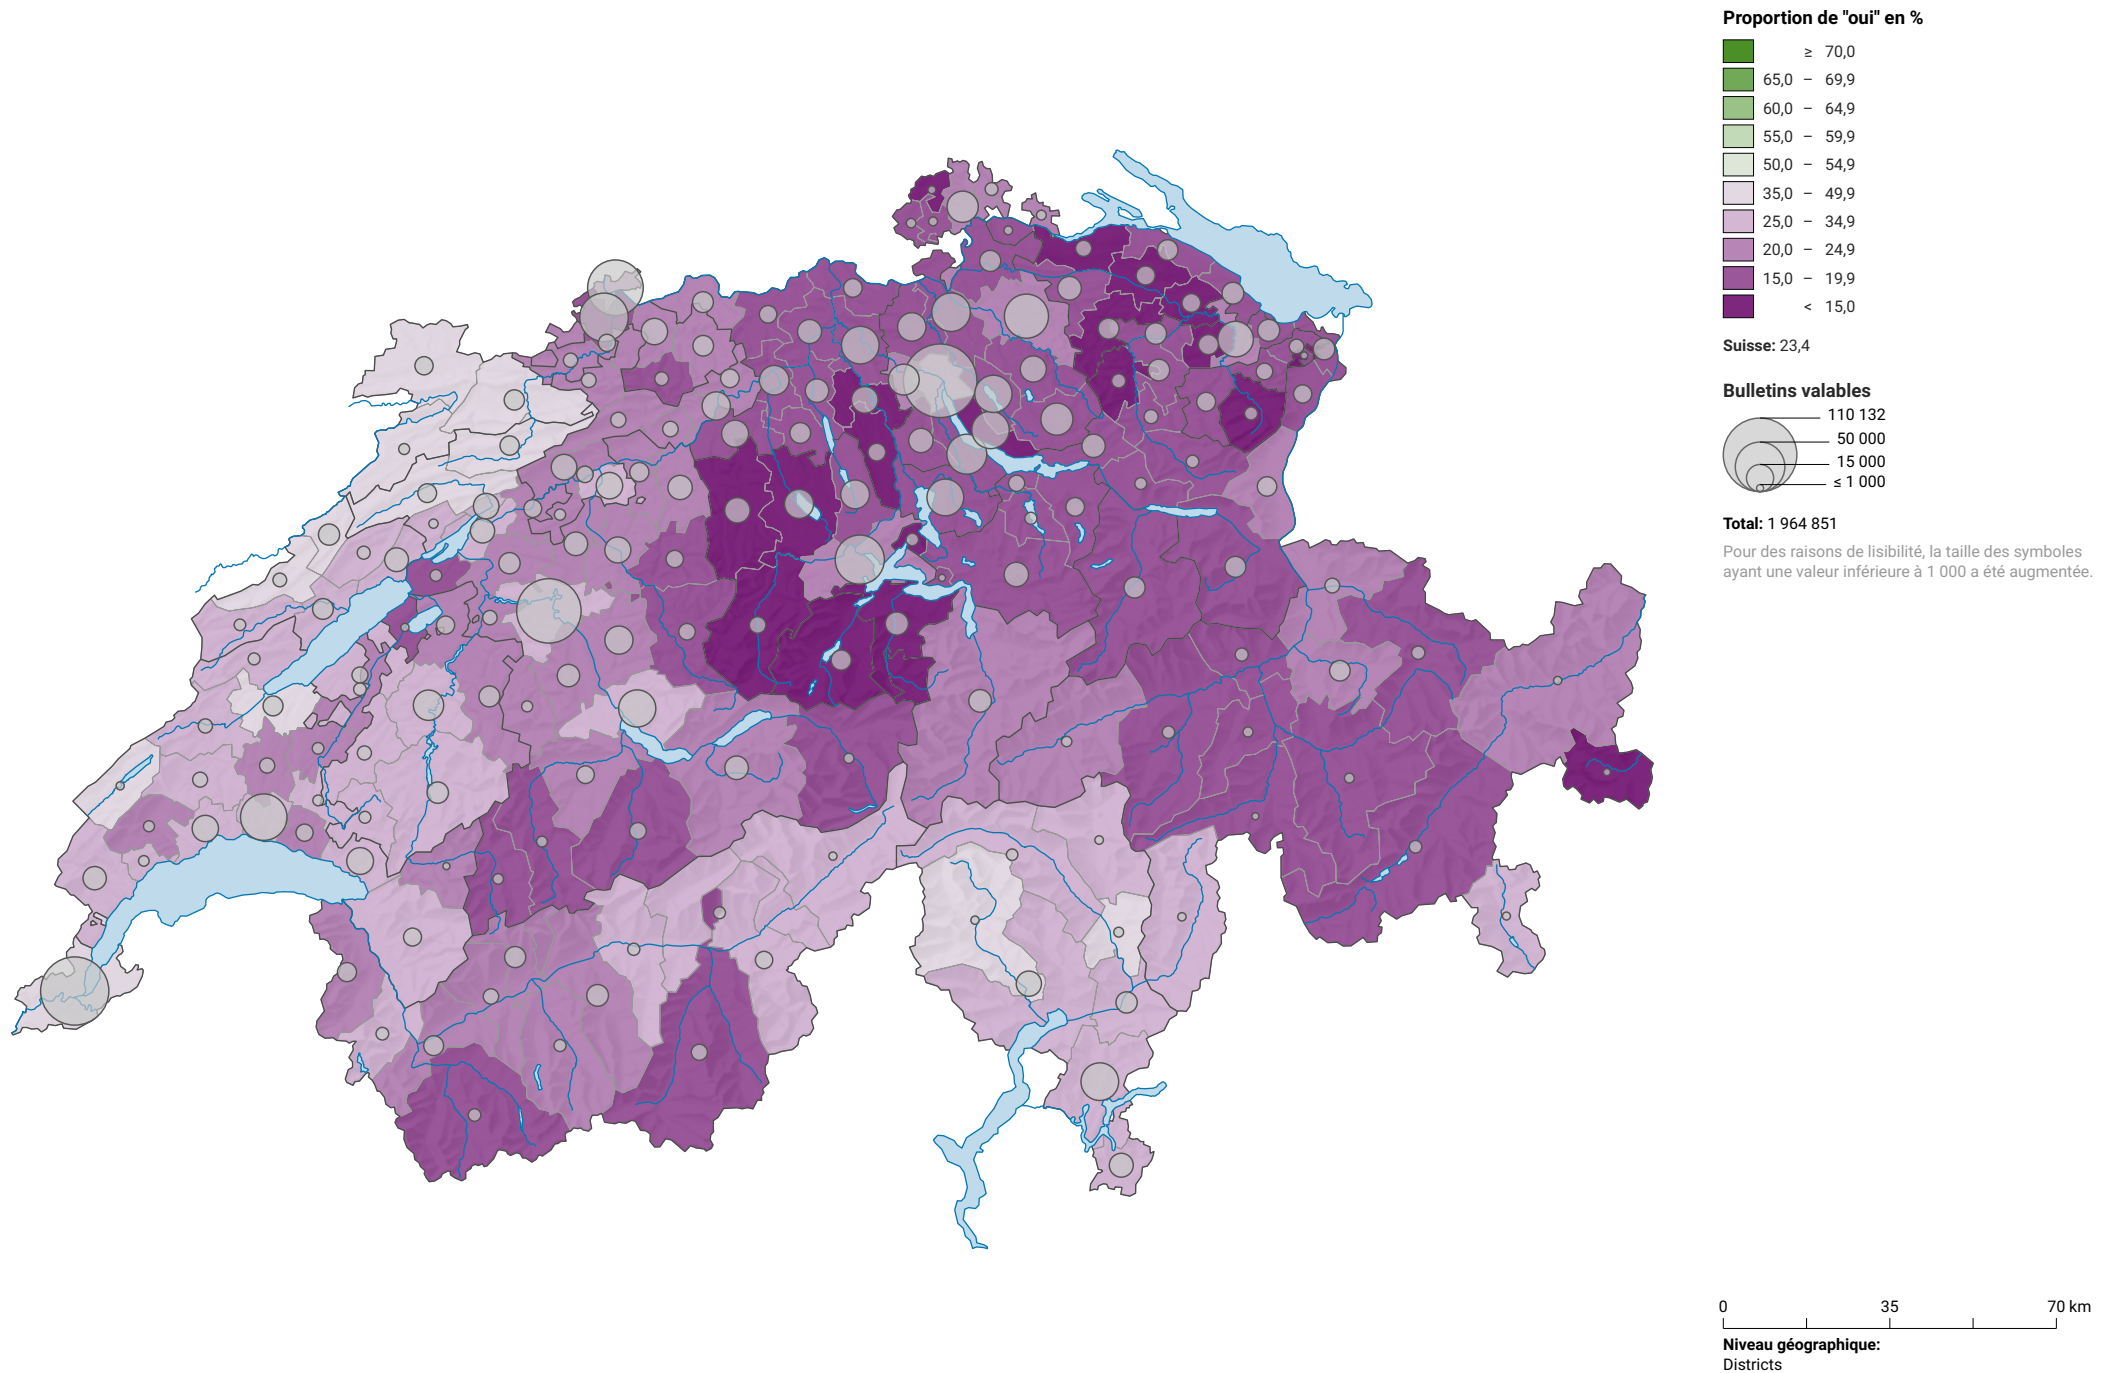 Proportion de "oui" en %
≥ 70,0
65,0 – 69,9
60,0 – 64,9
55,0 – 59,9
50,0 – 54,9
35,0 – 49,9
25,0 – 34,9
20,0 – 24,9
15,0 – 19,9
< 15,0
Suisse: 23,4
Bulletins valables
110 132
50 000
15 000
≤ 1 000
Total: 1 964 851
Pour des raisons de lisibilité, la taille des symboles
ayant une valeur inférieure à 1 000 a été augmentée.
0 35 70 km
Niveau géographique:
Districts